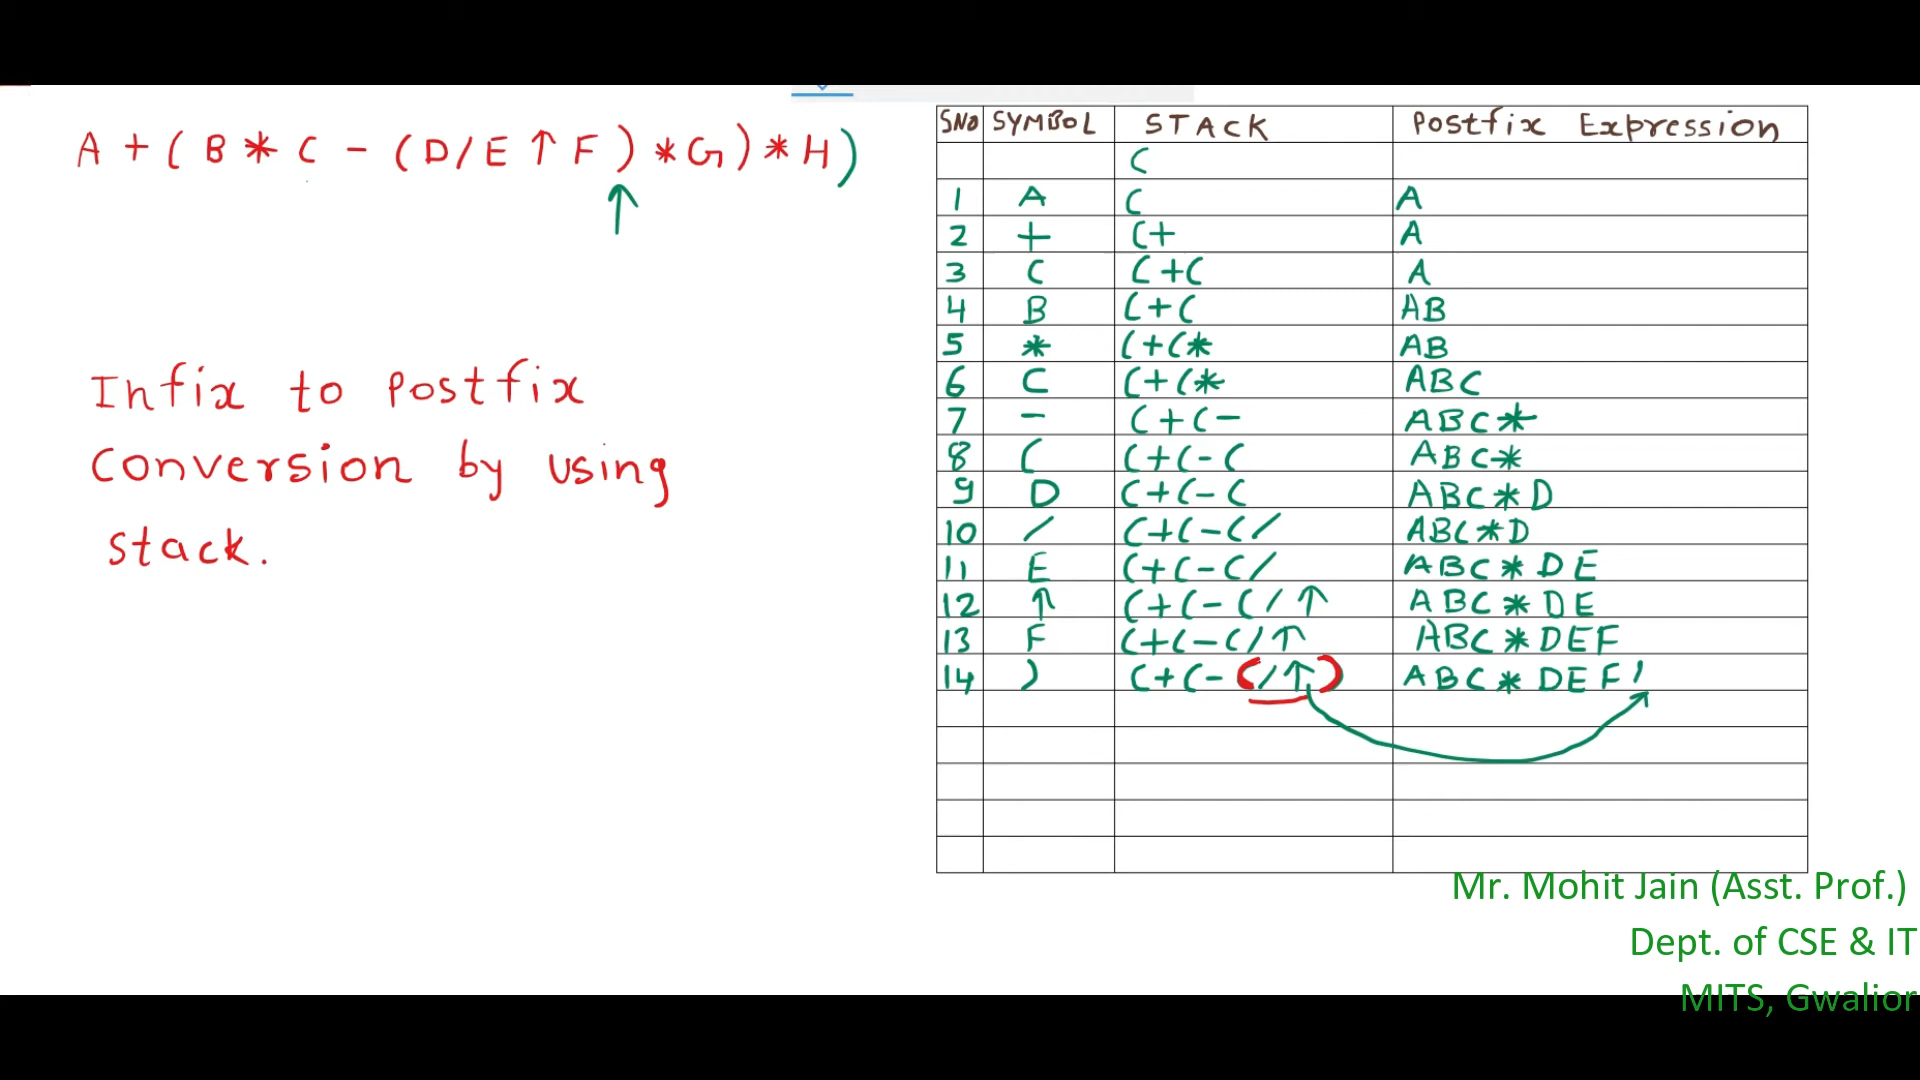 A + ( B * C - ( D / E ↑ F ) * G ) * H )
↑
Infix to Postfix
conversion by using
stack.
SNo SYMBOL STACK Postfix Expression
(
1 A ( A
2 + (+ A
3 ( (+( A
4 B (+( AB
5 * (+(* AB
6 C (+(* ABC
7 - (+(- ABC*
8 ( (+(-( ABC*
9 D (+(-( ABC*D
10 / (+(-(/ ABC*D
11 E (+(-(/ ABC*DE
12 ↑ (+(-(/↑ ABC*DE
13 F (+(-(/↑ ABC*DEF
14 ) (+(-(/↑) ABC*DEF
Mr. Mohit Jain (Asst. Prof.)
Dept. of CSE & IT
MITS, Gwalior